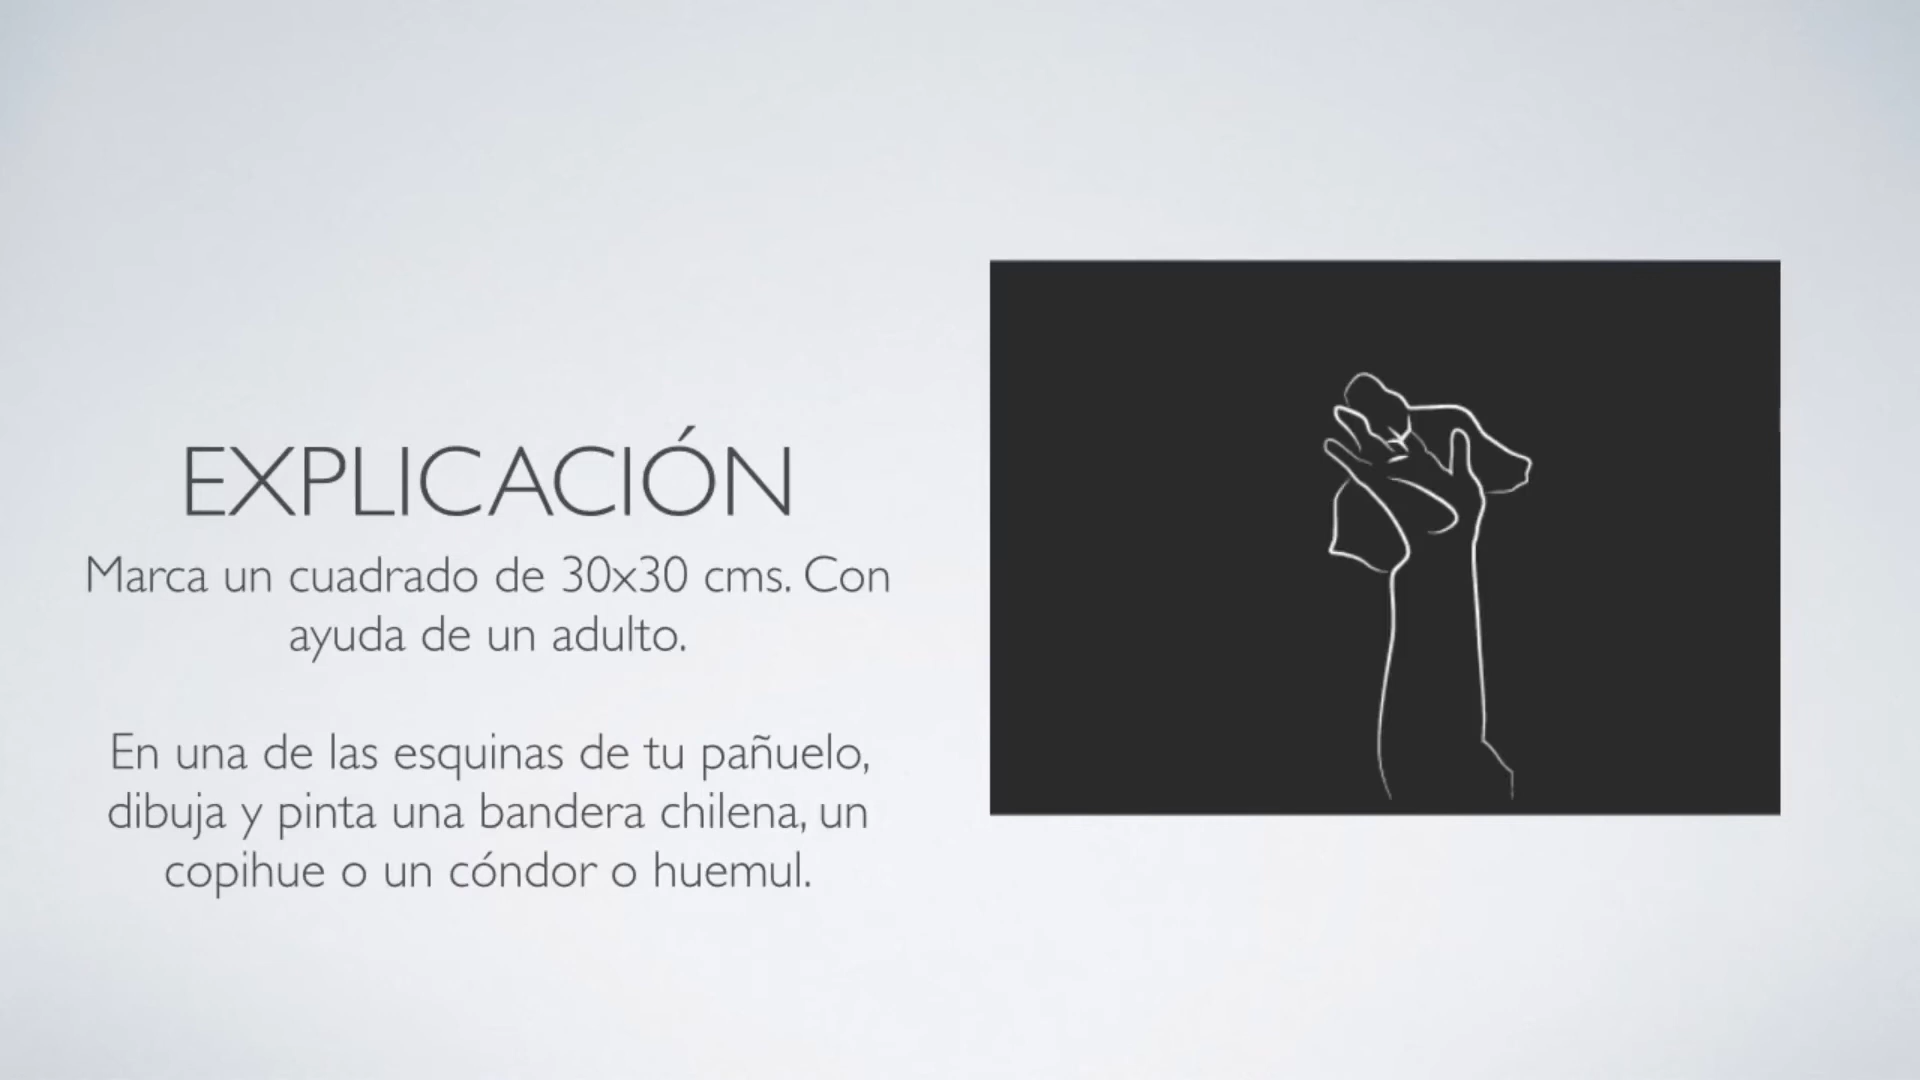 EXPLICACIÓN
Marca un cuadrado de 30x30 cms. Con
ayuda de un adulto.
En una de las esquinas de tu pañuelo,
dibuja y pinta una bandera chilena, un
copihue o un cóndor o huemul.